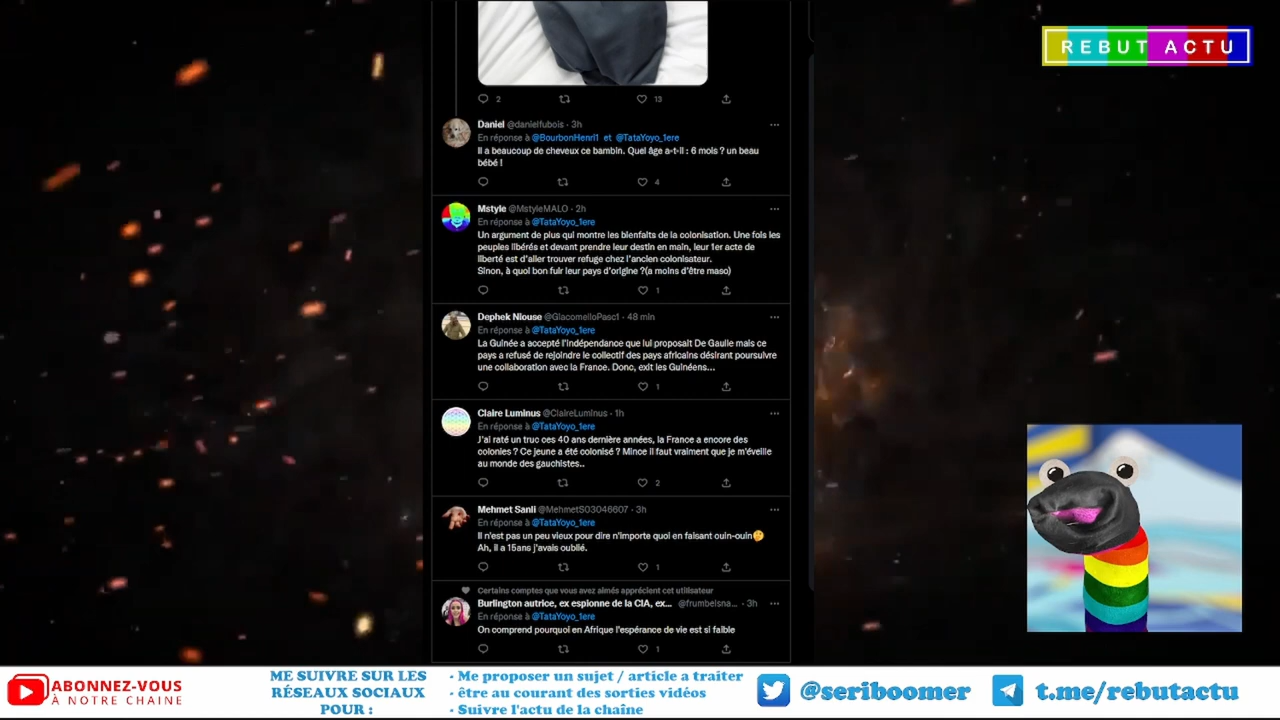 REBUT ACTU
2 13
Daniel @danielfubois · 3h
En réponse à @BourbonHenri1 et @TataYoyo_1ere
Il a beaucoup de cheveux ce bambin. Quel âge a-t-il : 6 mois ? un beau
bébé !
4
Mstyle @MstyleMALO · 2h
En réponse à @TataYoyo_1ere
Un argument de plus qui montre les bienfaits de la colonisation. Une fois les
peuples libérés et devant prendre leur destin en main, leur 1er acte de
liberté est d'aller trouver refuge chez l'ancien colonisateur.
Sinon, à quoi bon fuir leur pays d'origine ?(a moins d'être maso)
1
Dephek Niouse @GiacomelloPasc1 · 48 min
En réponse à @TataYoyo_1ere
La Guinée a accepté l'indépendance que lui proposait De Gaulle mais ce
pays a refusé de rejoindre le collectif des pays africains désirant poursuivre
une collaboration avec la France. Donc, exit les Guinéens...
1
Claire Luminus @ClaireLuminus · 1h
En réponse à @TataYoyo_1ere
J'ai raté un truc ces 40 ans dernière années, la France a encore des
colonies ? Ce jeune a été colonisé ? Mince il faut vraiment que je m'éveille
au monde des gauchistes..
2
Mehmet Sanli @MehmetS03046607 · 3h
En réponse à @TataYoyo_1ere
Il n'est pas un peu vieux pour dire n'importe quoi en faisant ouin-ouin🤭
Ah, il a 15ans j'avais oublié.
1
Certains comptes que vous avez aimés apprécient cet utilisateur
Burlington autrice, ex espionne de la CIA, ex... @frumbelsna... · 3h
En réponse à @TataYoyo_1ere
On comprend pourquoi en Afrique l'espérance de vie est si faible
1
ABONNEZ-VOUS
À NOTRE CHAINE
ME SUIVRE SUR LES
RÉSEAUX SOCIAUX
POUR :
- Me proposer un sujet / article a traiter
- être au courant des sorties vidéos
- Suivre l'actu de la chaîne
@seriboomer
t.me/rebutactu